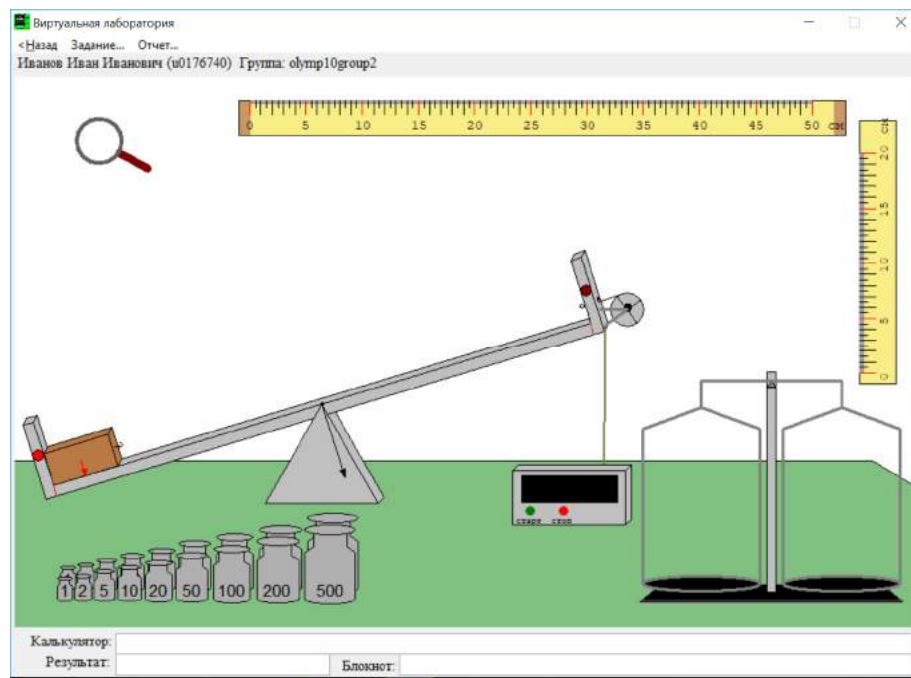 Виртуальная лаборатория
<Назад Задание... Отчет...
Иванов Иван Иванович (u0176740) Группа: olymp10group2
0 5 10 15 20 25 30 35 40 45 50 см
20 см
15
10
5
0
старт стоп
1 2 5 10 20 50 100 200 500
Калькулятор:
Результат: Блокнот: